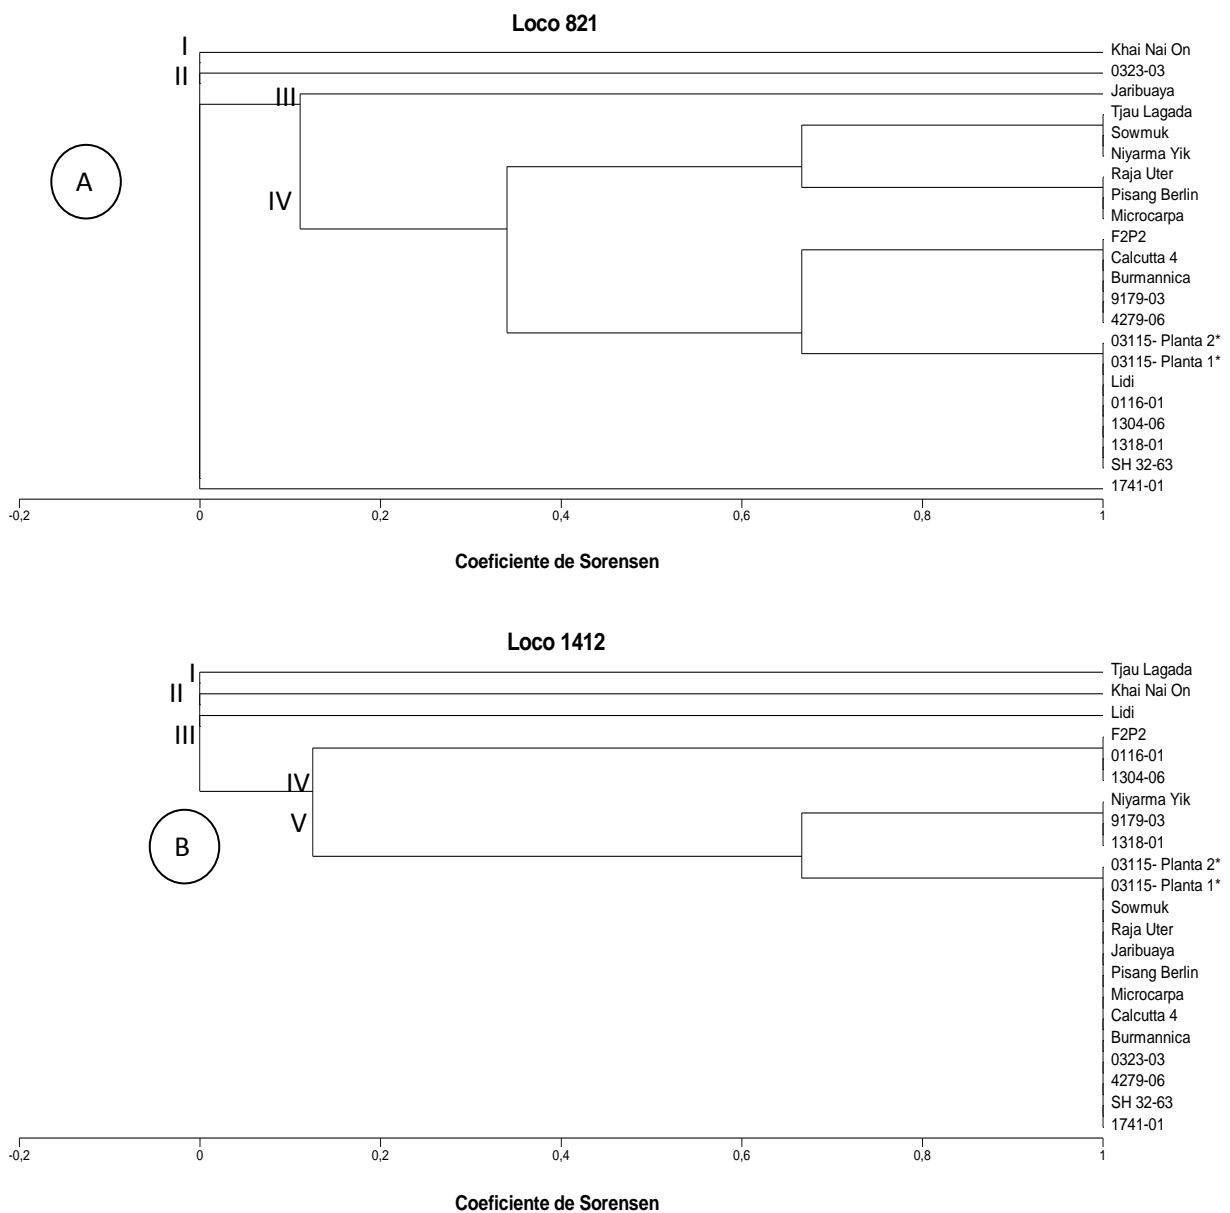 Loco 821
I
Khai Nai On
II
0323-03
III
Jaribuaya
Tjau Lagada
Sowmuk
Niyarma Yik
A
Raja Uter
IV
Pisang Berlin
Microcarpa
F2P2
Calcutta 4
Burmannica
9179-03
4279-06
03115- Planta 2*
03115- Planta 1*
Lidi
0116-01
1304-06
1318-01
SH 32-63
1741-01
-0,2 0 0,2 0,4 0,6 0,8 1
Coeficiente de Sorensen
Loco 1412
I
Tjau Lagada
II
Khai Nai On
Lidi
III
F2P2
0116-01
IV
1304-06
Niyarma Yik
V
9179-03
B
1318-01
03115- Planta 2*
03115- Planta 1*
Sowmuk
Raja Uter
Jaribuaya
Pisang Berlin
Microcarpa
Calcutta 4
Burmannica
0323-03
4279-06
SH 32-63
1741-01
-0,2 0 0,2 0,4 0,6 0,8 1
Coeficiente de Sorensen